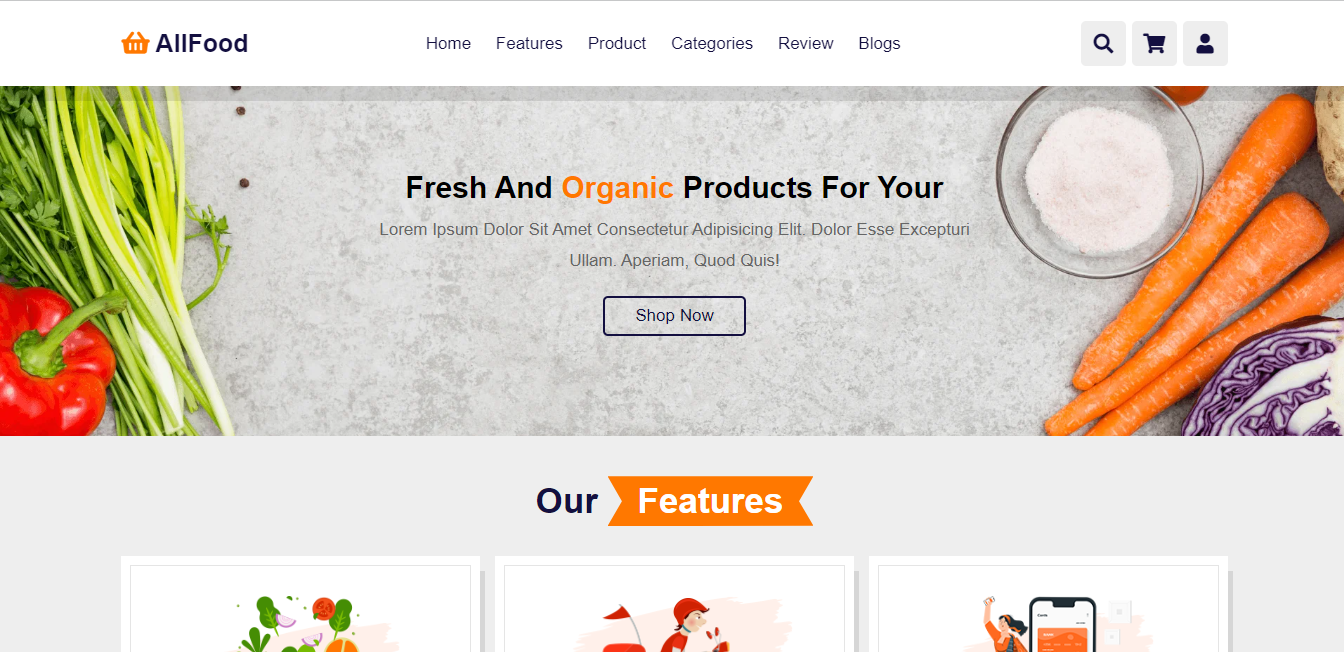 AllFood
Home Features Product Categories Review Blogs
Fresh And Organic Products For Your
Lorem Ipsum Dolor Sit Amet Consectetur Adipisicing Elit. Dolor Esse Excepturi
Ullam. Aperiam, Quod Quis!
Shop Now
Our Features